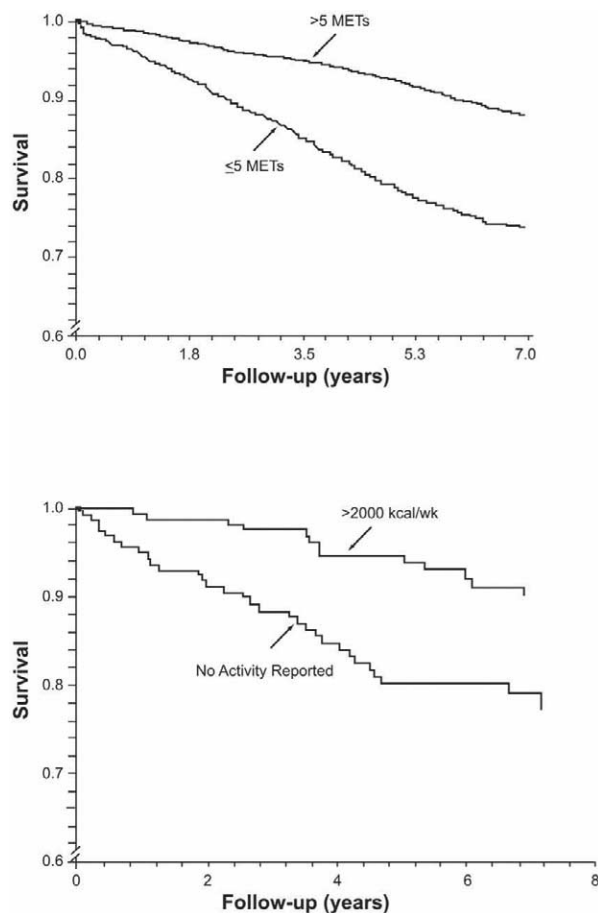 1.0
>5 METs
0.9
≤5 METs
Survival
0.8
0.7
0.6
0.0
1.8
3.5
5.3
7.0
Follow-up (years)
1.0
>2000 kcal/wk
0.9
No Activity Reported
Survival
0.8
0.7
0.6
0
2
4
6
8
Follow-up (years)